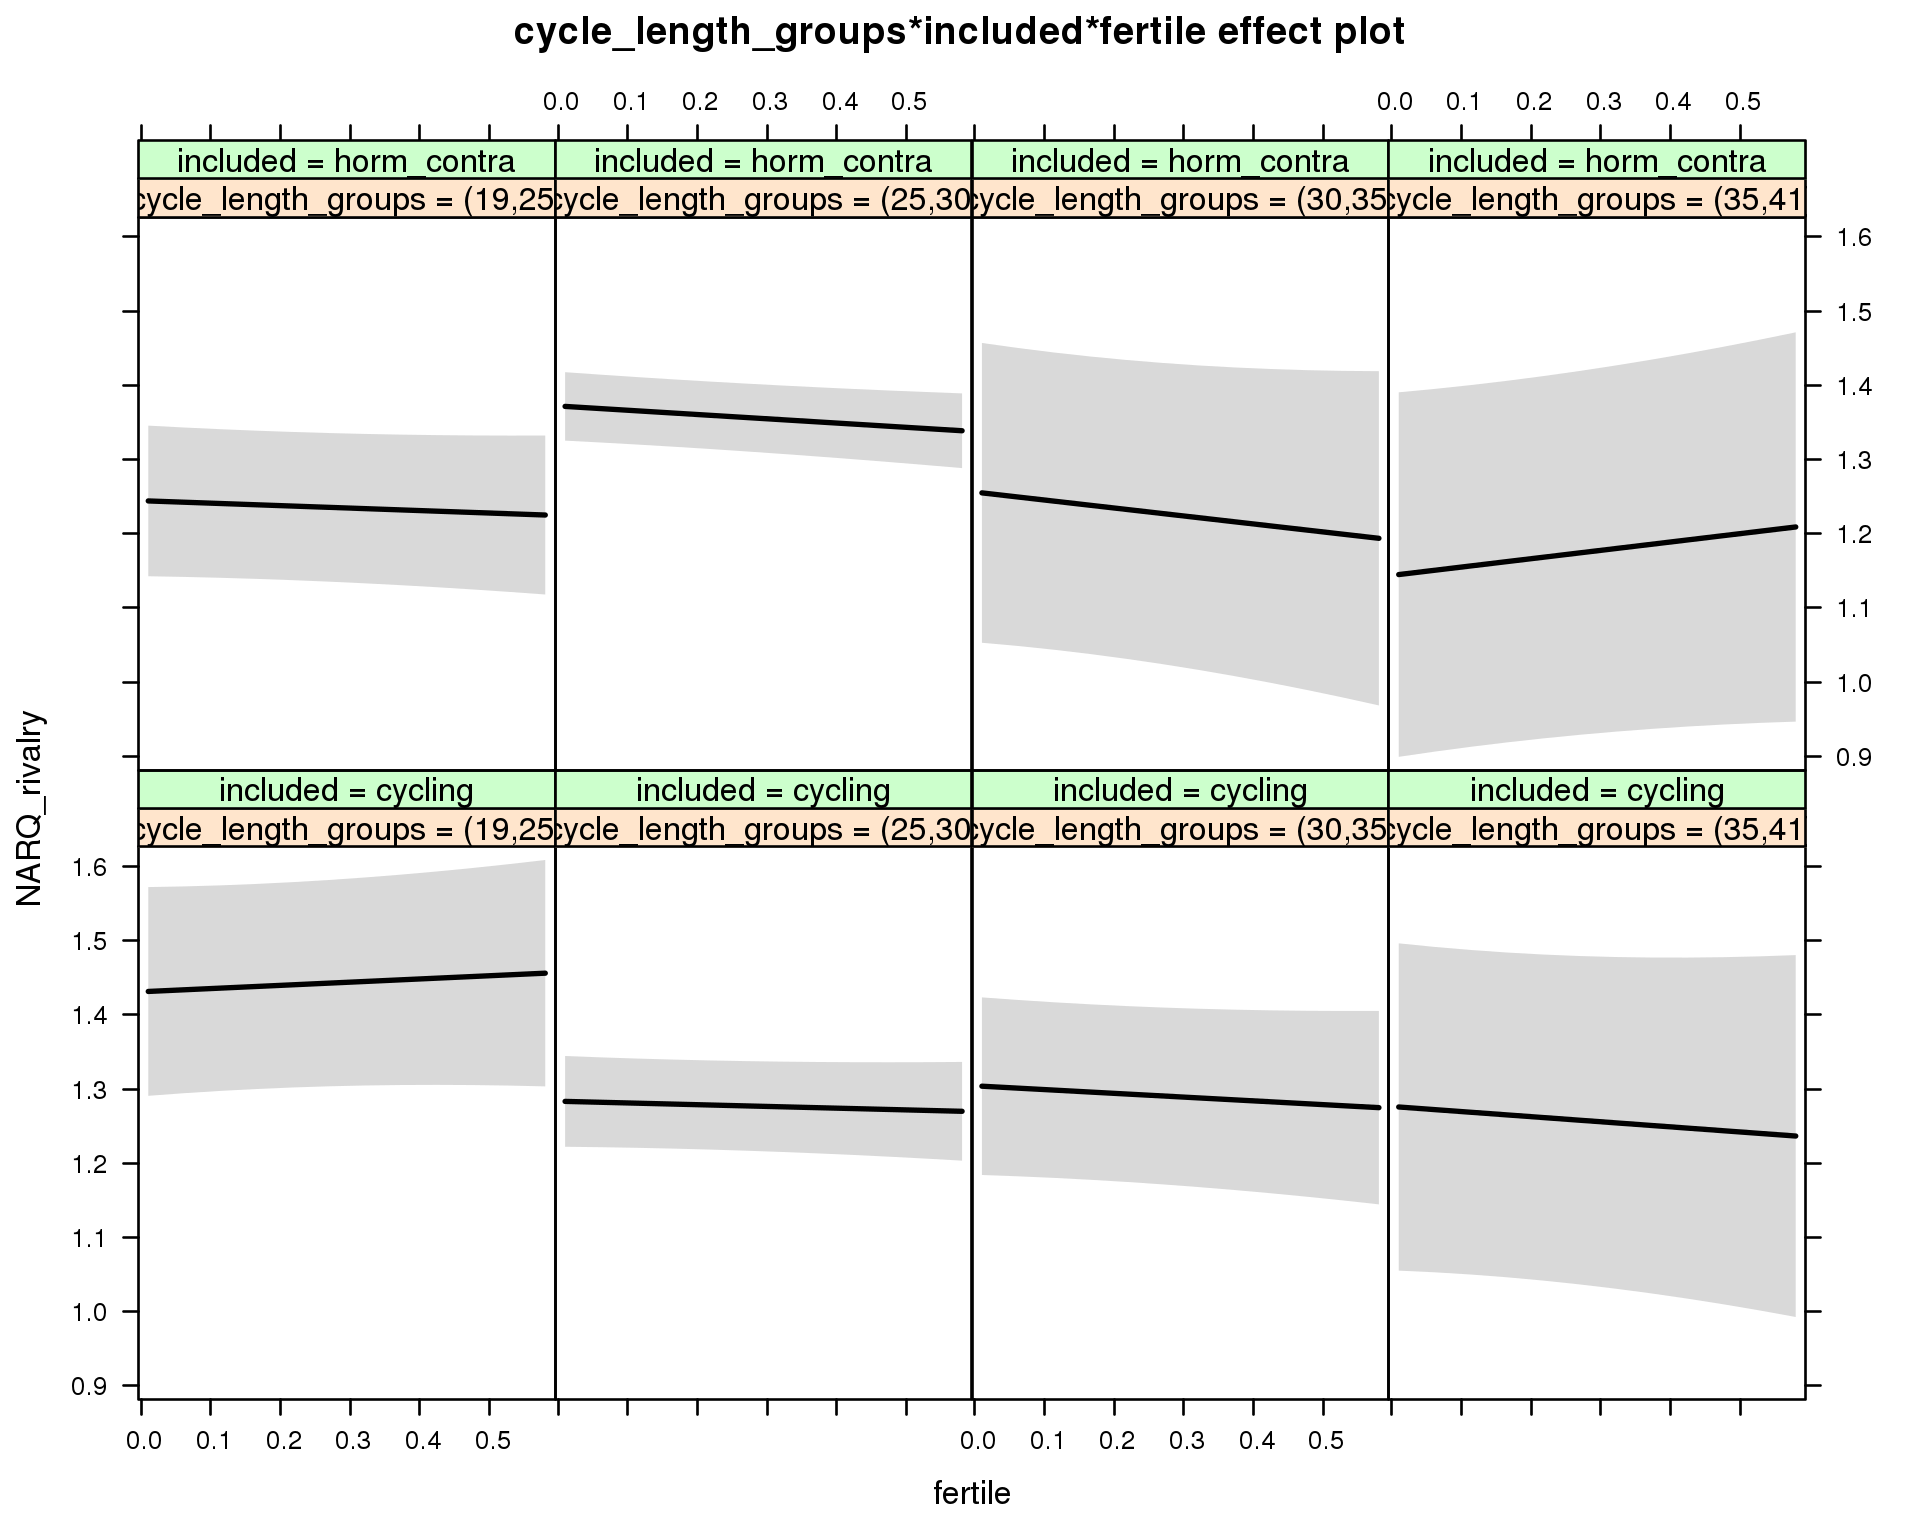 cycle_length_groups*included*fertile effect plot
0.0 0.1 0.2 0.3 0.4 0.5 0.0 0.1 0.2 0.3 0.4 0.5
included = horm_contra included = horm_contra included = horm_contra included = horm_contra
cycle_length_groups = (19,25 cycle_length_groups = (25,30 cycle_length_groups = (30,35 cycle_length_groups = (35,41
1.6
1.5
1.4
1.3
1.2
1.1
1.0
0.9
NARQ_rivalry
included = cycling included = cycling included = cycling included = cycling
cycle_length_groups = (19,25 cycle_length_groups = (25,30 cycle_length_groups = (30,35 cycle_length_groups = (35,41
1.6
1.5
1.4
1.3
1.2
1.1
1.0
0.9
0.0 0.1 0.2 0.3 0.4 0.5 0.0 0.1 0.2 0.3 0.4 0.5
fertile